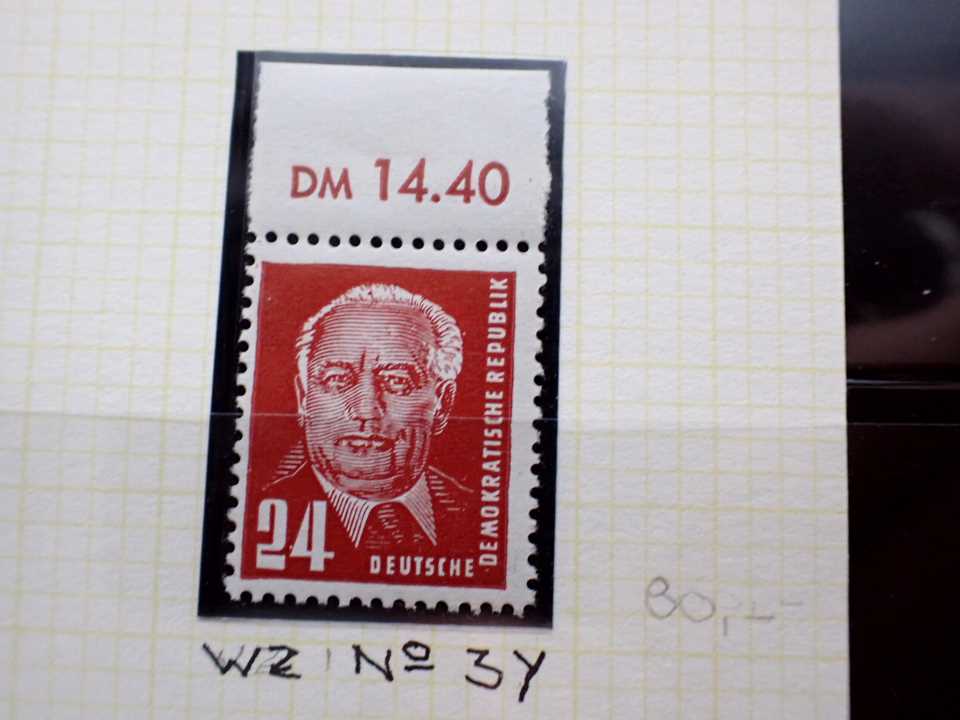 DM 14.40
DEUTSCHE DEMOKRATISCHE REPUBLIK
24
80,-
WZ Nº 3Y